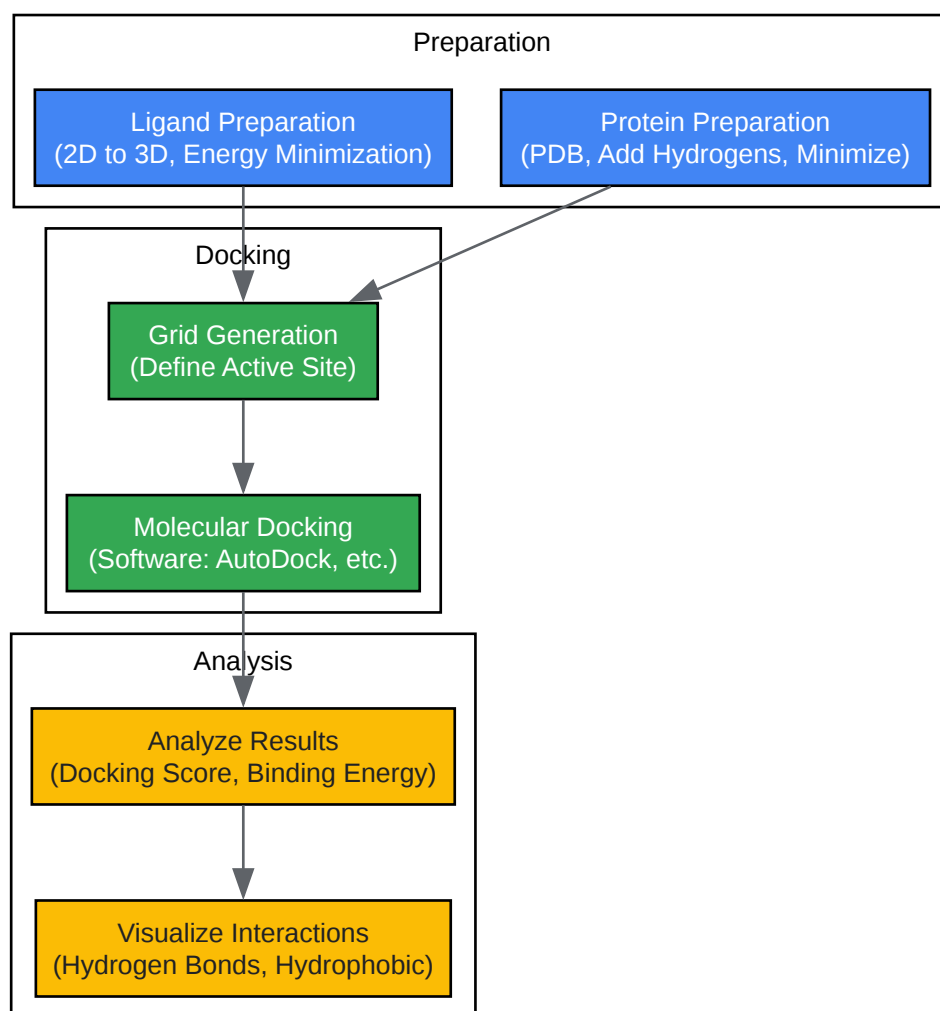 Preparation
Ligand Preparation
(2D to 3D, Energy Minimization)
Protein Preparation
(PDB, Add Hydrogens, Minimize)
Docking
Grid Generation
(Define Active Site)
Molecular Docking
(Software: AutoDock, etc.)
Analysis
Analyze Results
(Docking Score, Binding Energy)
Visualize Interactions
(Hydrogen Bonds, Hydrophobic)